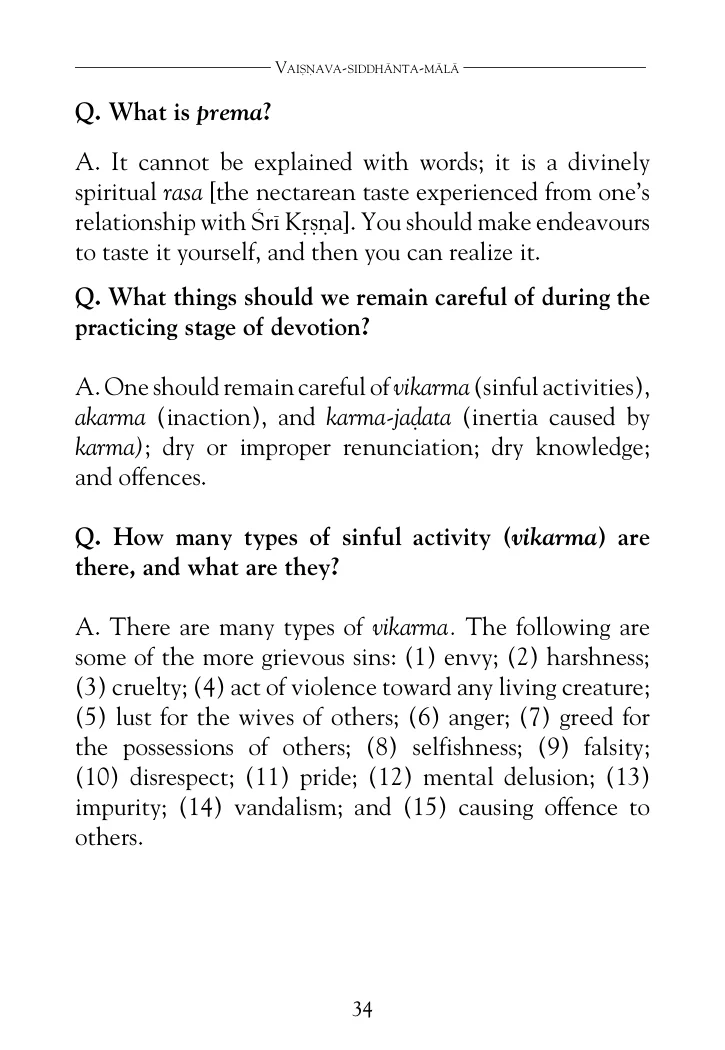 Vaiṣṇava-siddhānta-mālā
Q. What is prema?
A. It cannot be explained with words; it is a divinely
spiritual rasa [the nectarean taste experienced from one’s
relationship with Śrī Kṛṣṇa]. You should make endeavours
to taste it yourself, and then you can realize it.
Q. What things should we remain careful of during the
practicing stage of devotion?
A. One should remain careful of vikarma (sinful activities),
akarma (inaction), and karma-jaḍata (inertia caused by
karma); dry or improper renunciation; dry knowledge;
and offences.
Q. How many types of sinful activity (vikarma) are
there, and what are they?
A. There are many types of vikarma. The following are
some of the more grievous sins: (1) envy; (2) harshness;
(3) cruelty; (4) act of violence toward any living creature;
(5) lust for the wives of others; (6) anger; (7) greed for
the possessions of others; (8) selfishness; (9) falsity;
(10) disrespect; (11) pride; (12) mental delusion; (13)
impurity; (14) vandalism; and (15) causing offence to
others.
34